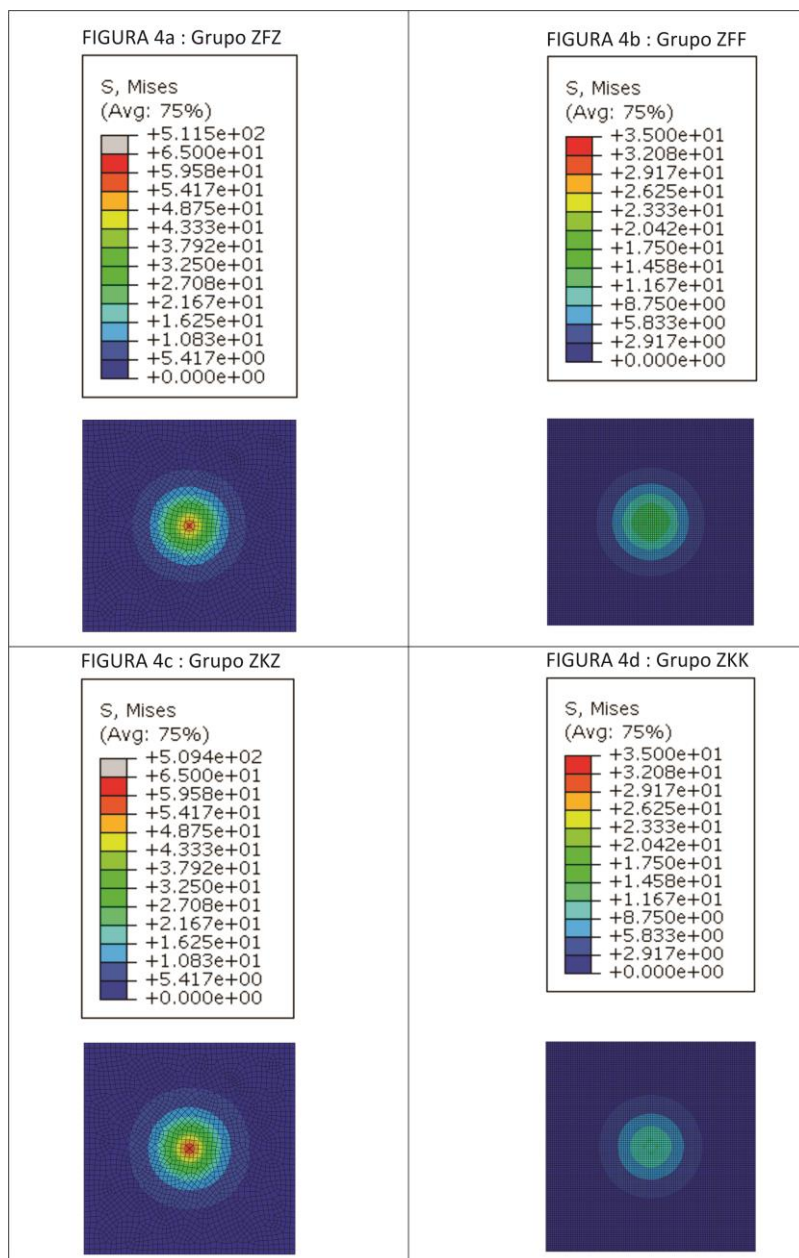 FIGURA 4a : Grupo ZFZ
S, Mises
(Avg: 75%)
+5.115e+02
+6.500e+01
+5.958e+01
+5.417e+01
+4.875e+01
+4.333e+01
+3.792e+01
+3.250e+01
+2.708e+01
+2.167e+01
+1.625e+01
+1.083e+01
+5.417e+00
+0.000e+00
FIGURA 4b : Grupo ZFF
S, Mises
(Avg: 75%)
+3.500e+01
+3.208e+01
+2.917e+01
+2.625e+01
+2.333e+01
+2.042e+01
+1.750e+01
+1.458e+01
+1.167e+01
+8.750e+00
+5.833e+00
+2.917e+00
+0.000e+00
FIGURA 4c : Grupo ZKZ
S, Mises
(Avg: 75%)
+5.094e+02
+6.500e+01
+5.958e+01
+5.417e+01
+4.875e+01
+4.333e+01
+3.792e+01
+3.250e+01
+2.708e+01
+2.167e+01
+1.625e+01
+1.083e+01
+5.417e+00
+0.000e+00
FIGURA 4d : Grupo ZKK
S, Mises
(Avg: 75%)
+3.500e+01
+3.208e+01
+2.917e+01
+2.625e+01
+2.333e+01
+2.042e+01
+1.750e+01
+1.458e+01
+1.167e+01
+8.750e+00
+5.833e+00
+2.917e+00
+0.000e+00